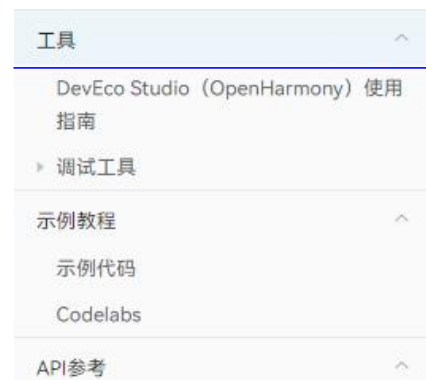 工具
DevEco Studio（OpenHarmony）使用
指南
调试工具
示例教程
示例代码
Codelabs
API参考